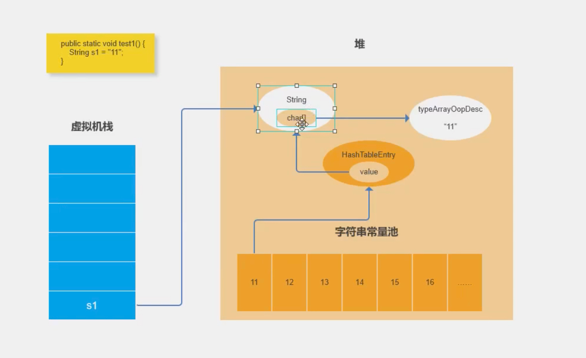 public static void test1() {
String s1 = "11";
}
堆
虚拟机栈
String
char[]
typeArrayOopDesc
"11"
HashTableEntry
value
字符串常量池
11 12 13 14 15 16 ......
s1